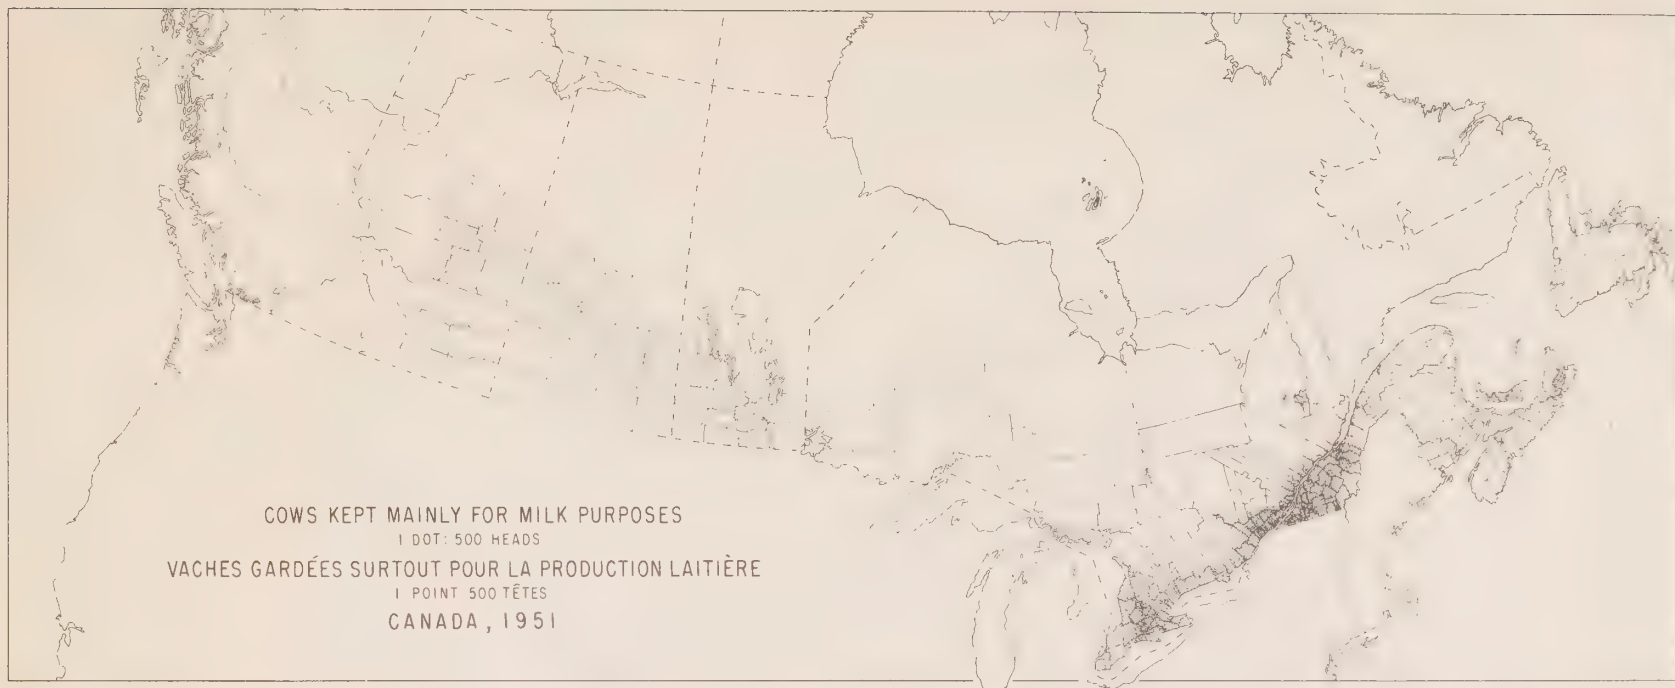 COWS KEPT MAINLY FOR MILK PURPOSES
1 DOT: 500 HEADS
VACHES GARDÉES SURTOUT POUR LA PRODUCTION LAITIÈRE
1 POINT 500 TÊTES
CANADA, 1951